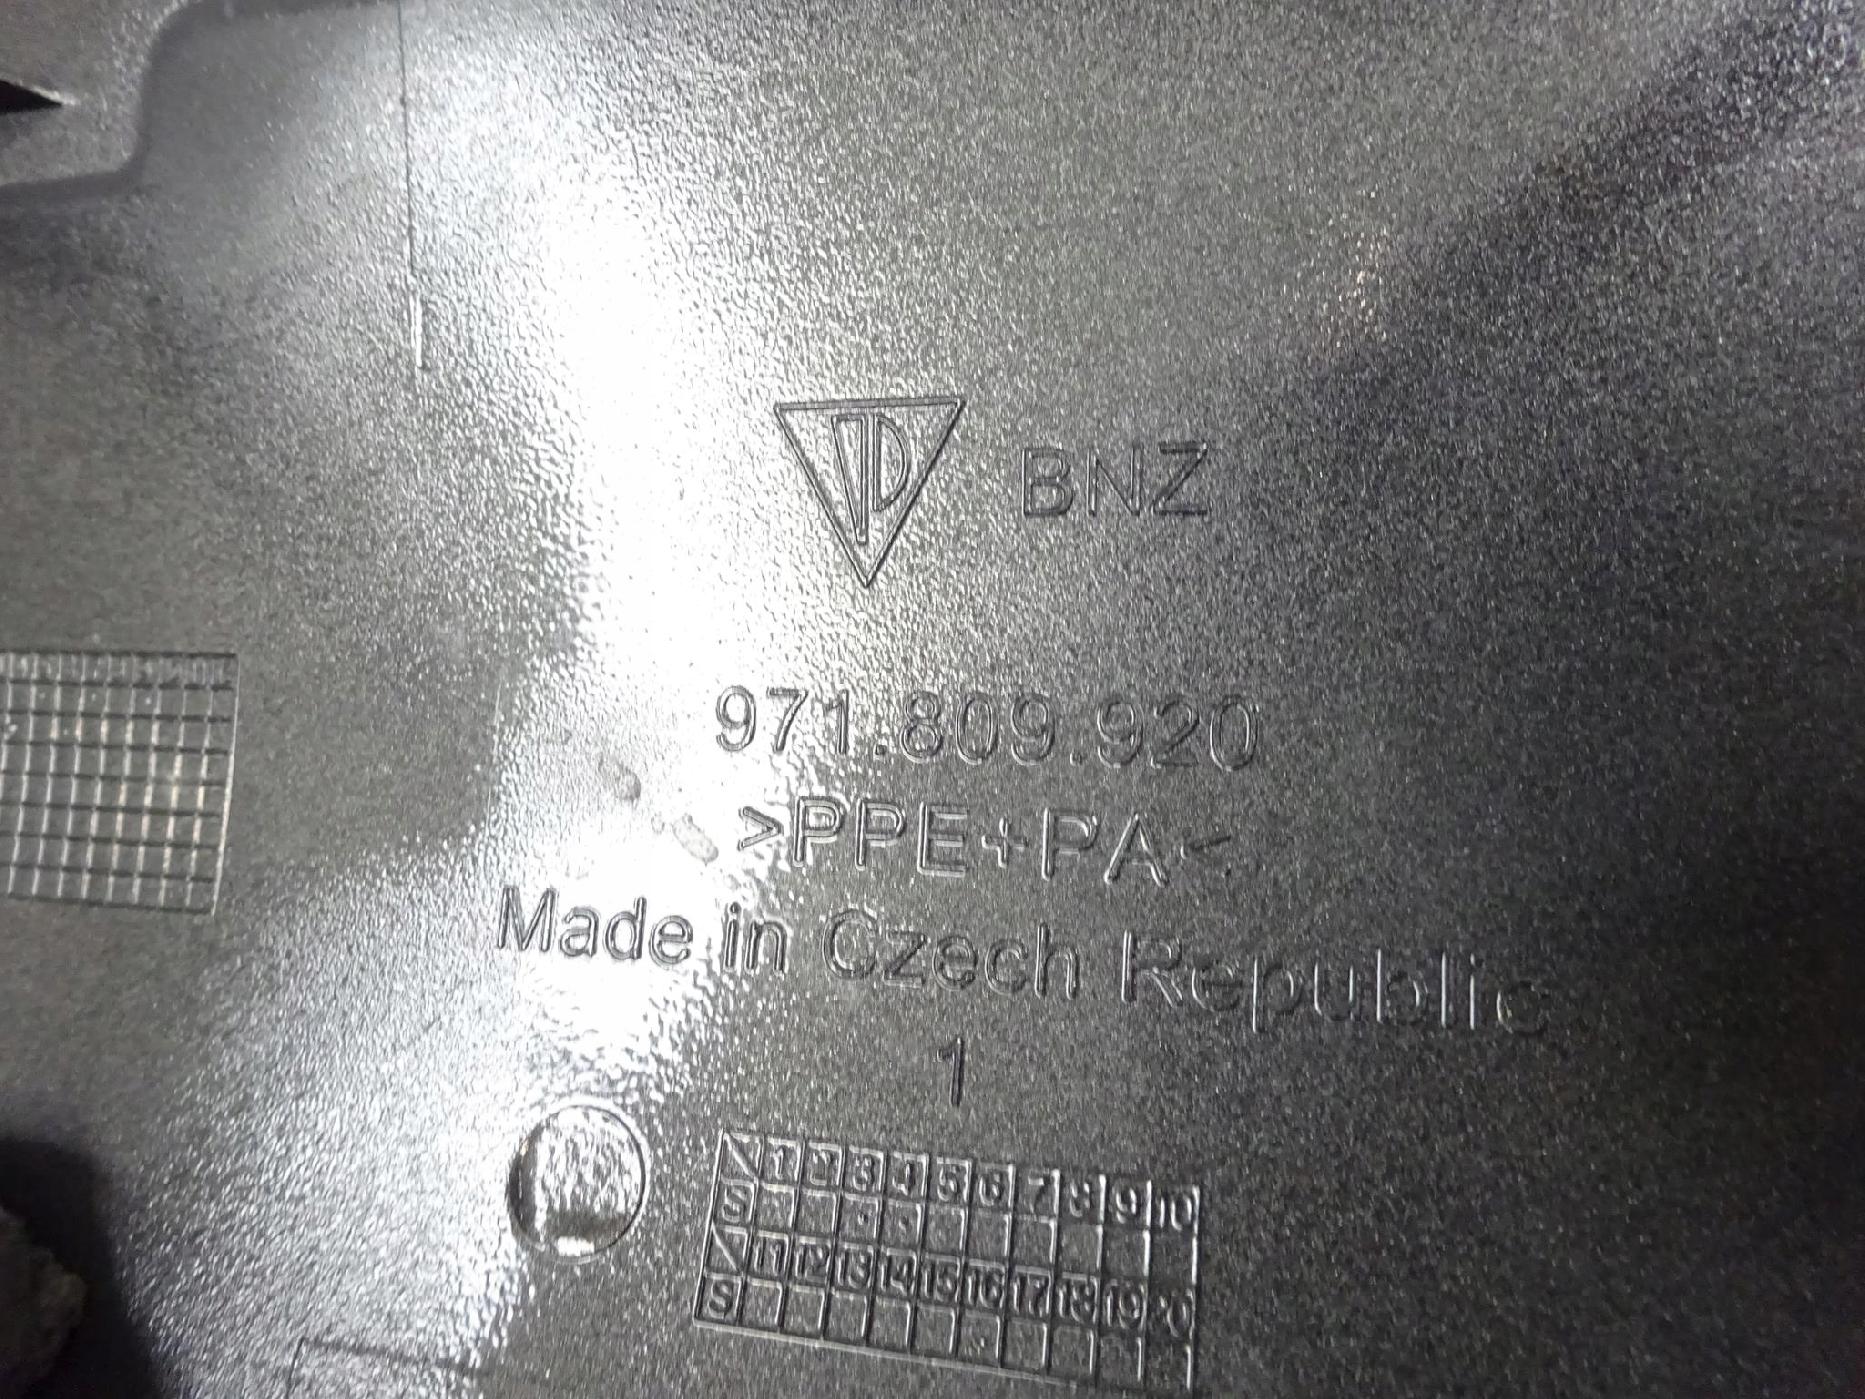 BNZ
971.809.920
>PPE+PA<
Made in Czech Republic
1
1 2 3 4 5 6 7 8 9 10
S
11 12 13 14 15 16 17 18 19 20
S